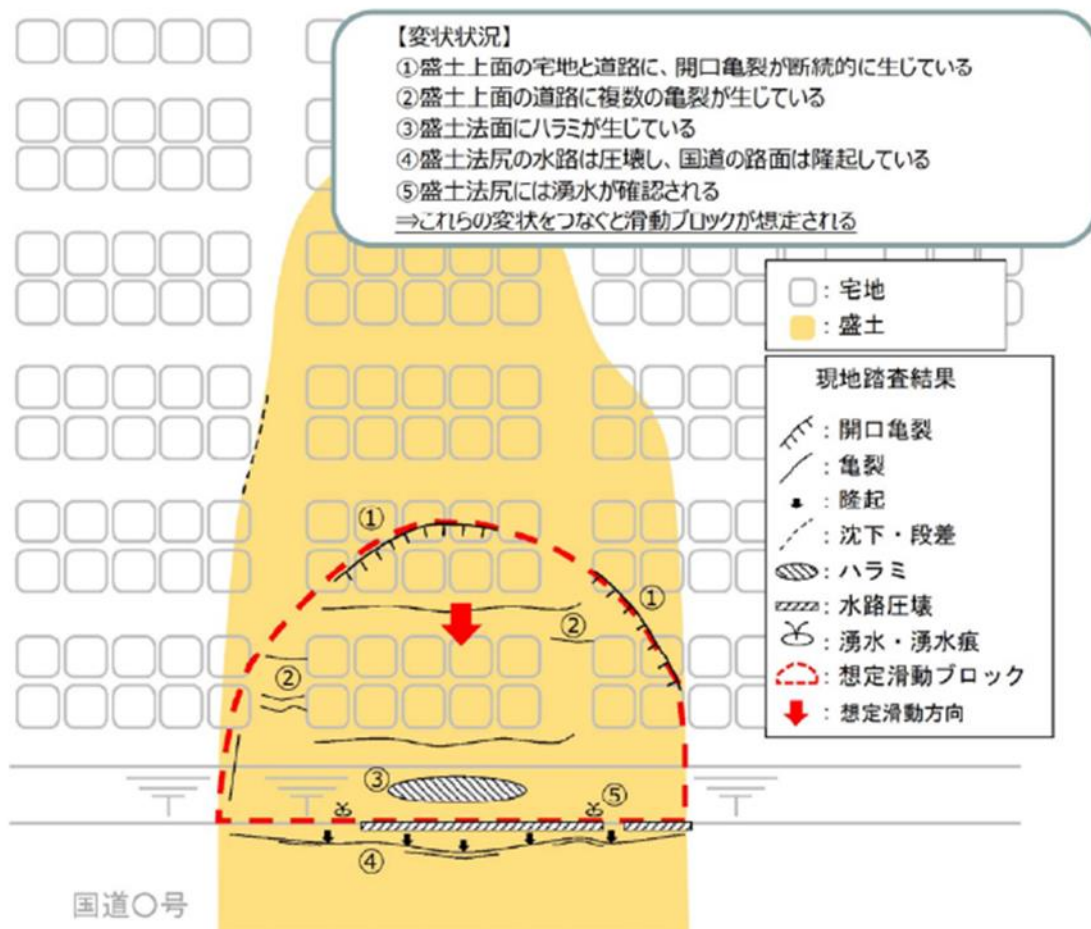 【変状状況】
①盛土上面の宅地と道路に、開口亀裂が断続的に生じている
②盛土上面の道路に複数の亀裂が生じている
③盛土法面にハラミが生じている
④盛土法尻の水路は圧壊し、国道の路面は隆起している
⑤盛土法尻には湧水が確認される
⇒これらの変状をつなぐと滑動ブロックが想定される
：宅地
：盛土
現地踏査結果
：開口亀裂
：亀裂
：隆起
：沈下・段差
：ハラミ
：水路圧壊
：湧水・湧水痕
：想定滑動ブロック
：想定滑動方向
①
①
②
②
③
⑤
④
国道〇号